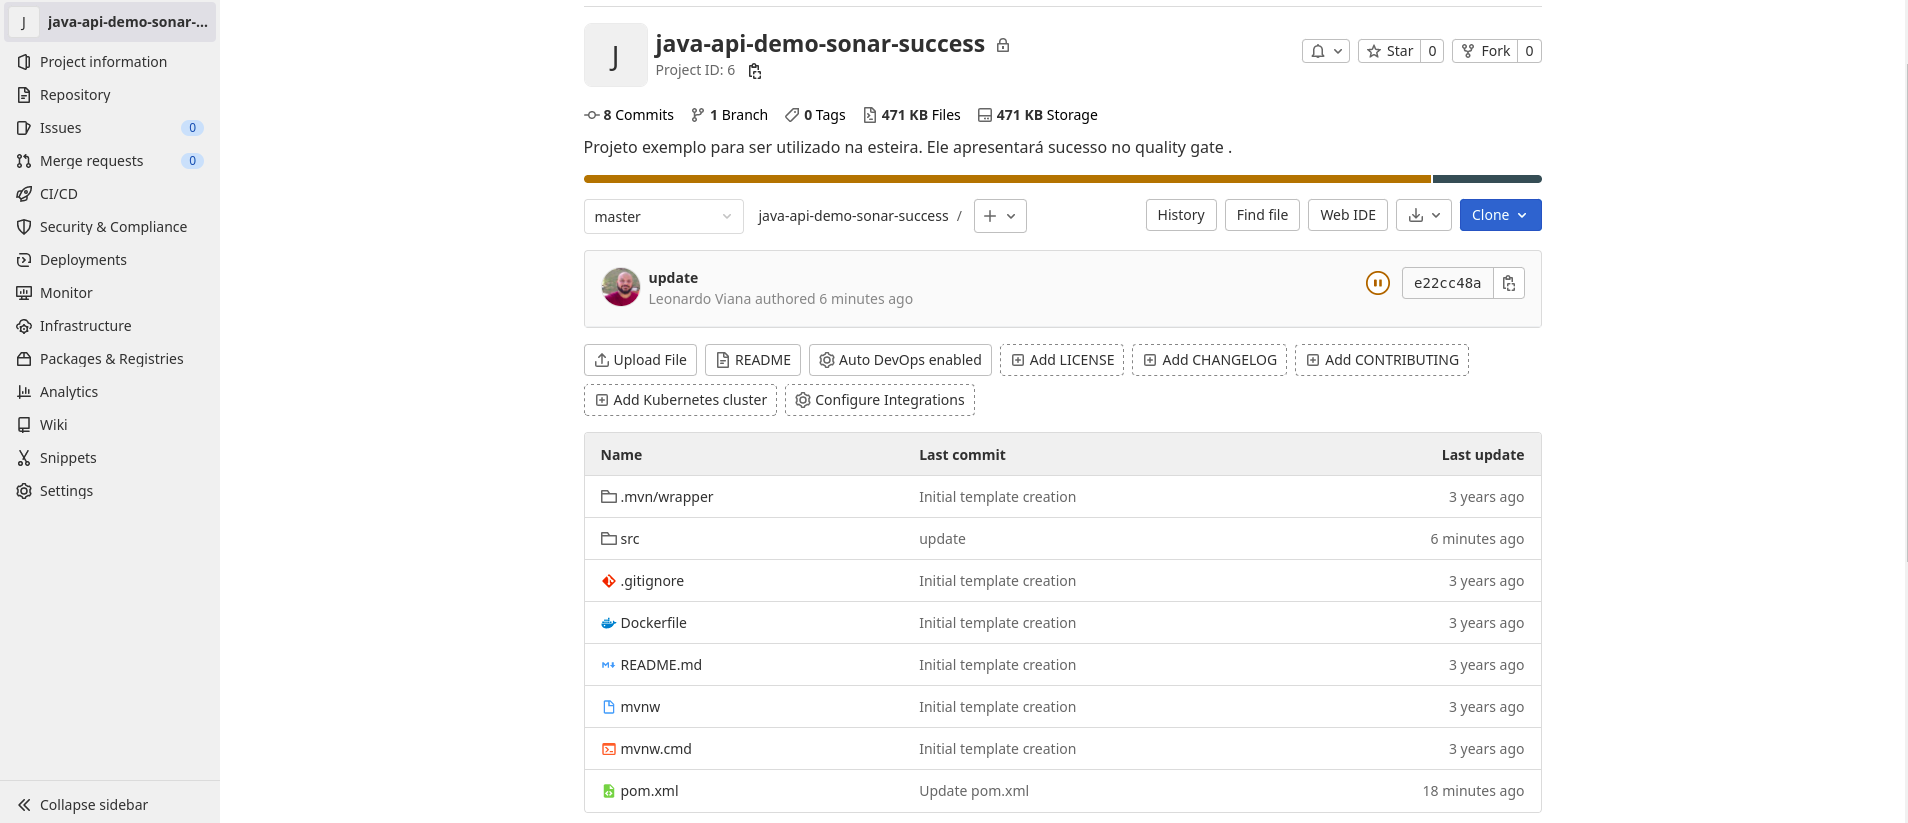 J java-api-demo-sonar-...
Project information
Repository
Issues 0
Merge requests 0
CI/CD
Security & Compliance
Deployments
Monitor
Infrastructure
Packages & Registries
Analytics
Wiki
Snippets
Settings
Collapse sidebar
J
java-api-demo-sonar-success
Project ID: 6
Star 0 Fork 0
8 Commits 1 Branch 0 Tags 471 KB Files 471 KB Storage
Projeto exemplo para ser utilizado na esteira. Ele apresentará sucesso no quality gate .
master java-api-demo-sonar-success / History Find file Web IDE Clone
update
Leonardo Viana authored 6 minutes ago
e22cc48a
Upload File README Auto DevOps enabled Add LICENSE Add CHANGELOG Add CONTRIBUTING
Add Kubernetes cluster Configure Integrations
Name Last commit Last update
.mvn/wrapper Initial template creation 3 years ago
src update 6 minutes ago
.gitignore Initial template creation 3 years ago
Dockerfile Initial template creation 3 years ago
README.md Initial template creation 3 years ago
mvnw Initial template creation 3 years ago
mvnw.cmd Initial template creation 3 years ago
pom.xml Update pom.xml 18 minutes ago